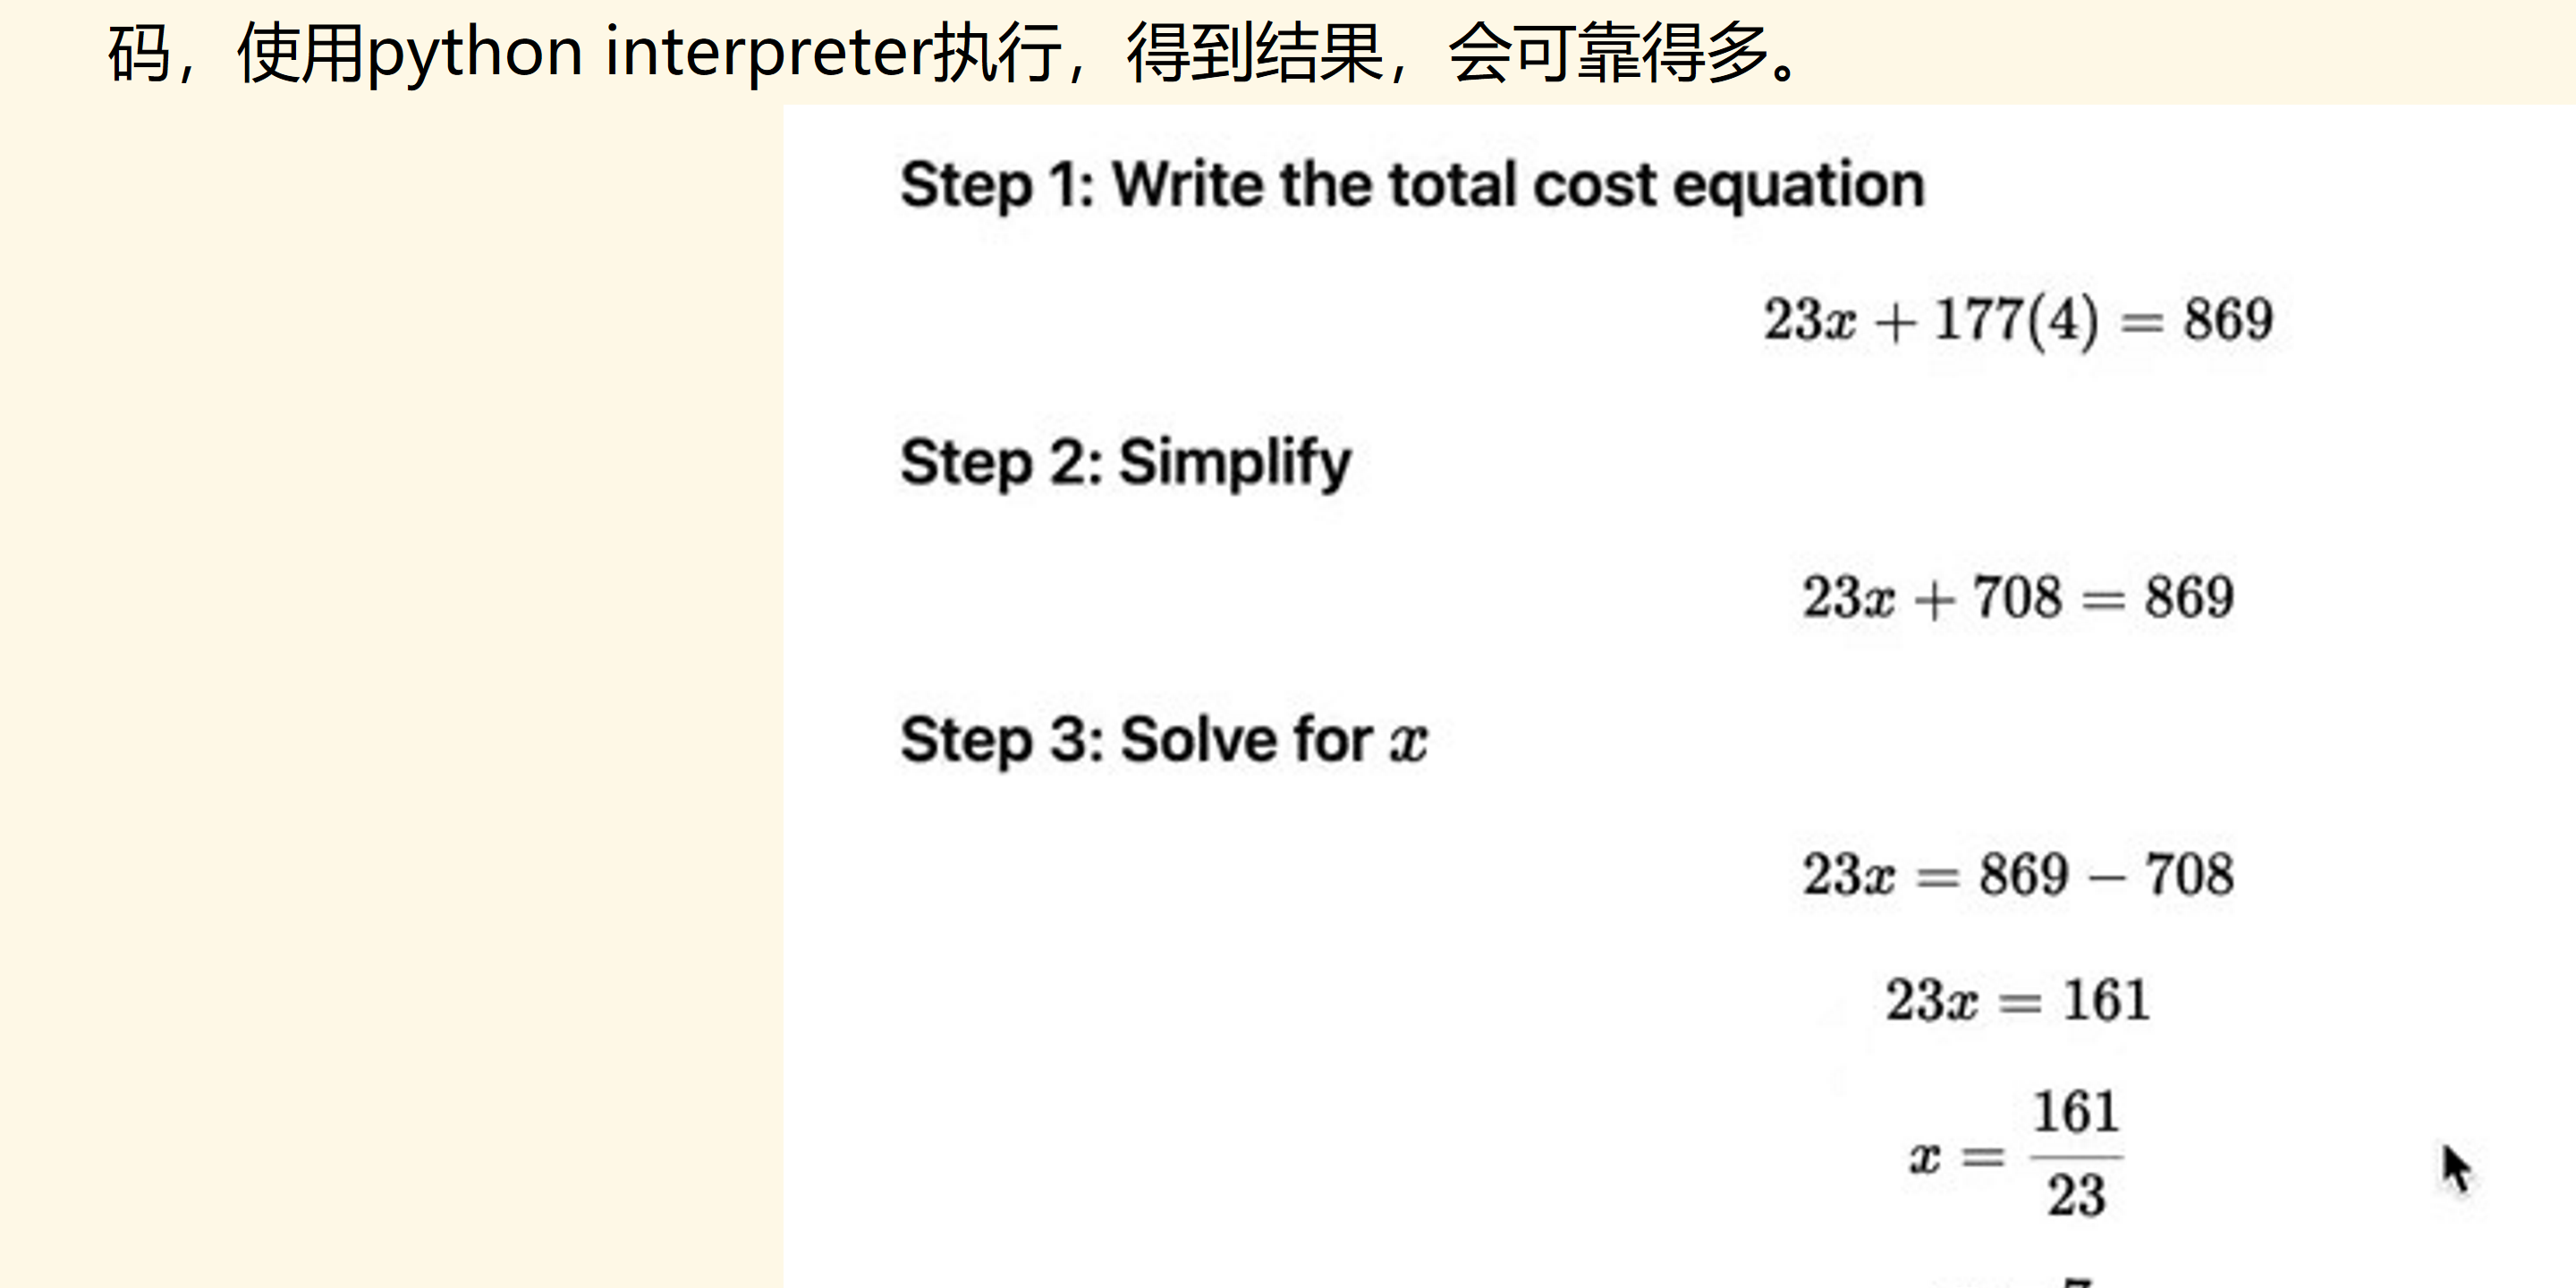 码，使用python interpreter执行，得到结果，会可靠得多。
Step 1: Write the total cost equation
23x + 177(4) = 869
Step 2: Simplify
23x + 708 = 869
Step 3: Solve for x
23x = 869 − 708
23x = 161
x = 161/23